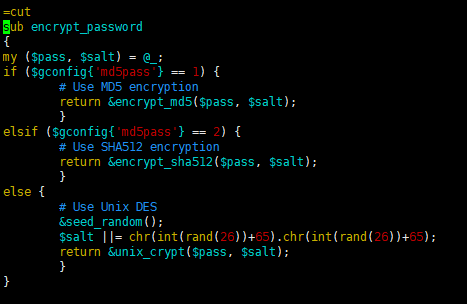 =cut
sub encrypt_password
{
my ($pass, $salt) = @_;
if ($gconfig{'md5pass'} == 1) {
        # Use MD5 encryption
        return &encrypt_md5($pass, $salt);
        }
elsif ($gconfig{'md5pass'} == 2) {
        # Use SHA512 encryption
        return &encrypt_sha512($pass, $salt);
        }
else {
        # Use Unix DES
        &seed_random();
        $salt ||= chr(int(rand(26))+65).chr(int(rand(26))+65);
        return &unix_crypt($pass, $salt);
        }
}